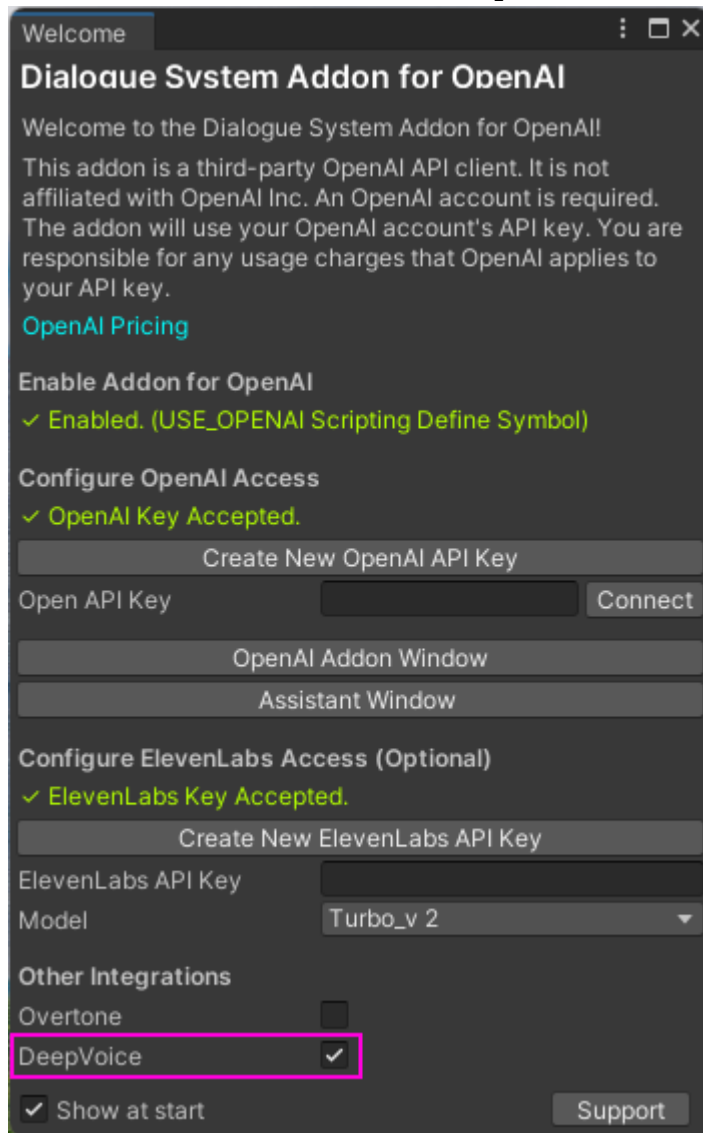 Welcome
Dialogue System Addon for OpenAI
Welcome to the Dialogue System Addon for OpenAI!
This addon is a third-party OpenAI API client. It is not
affiliated with OpenAI Inc. An OpenAI account is required.
The addon will use your OpenAI account's API key. You are
responsible for any usage charges that OpenAI applies to
your API key.
OpenAI Pricing
Enable Addon for OpenAI
✓ Enabled. (USE_OPENAI Scripting Define Symbol)
Configure OpenAI Access
✓ OpenAI Key Accepted.
Create New OpenAI API Key
Open API Key
Connect
OpenAI Addon Window
Assistant Window
Configure ElevenLabs Access (Optional)
✓ ElevenLabs Key Accepted.
Create New ElevenLabs API Key
ElevenLabs API Key
Model
Turbo_v 2
Other Integrations
Overtone
DeepVoice
Show at start
Support